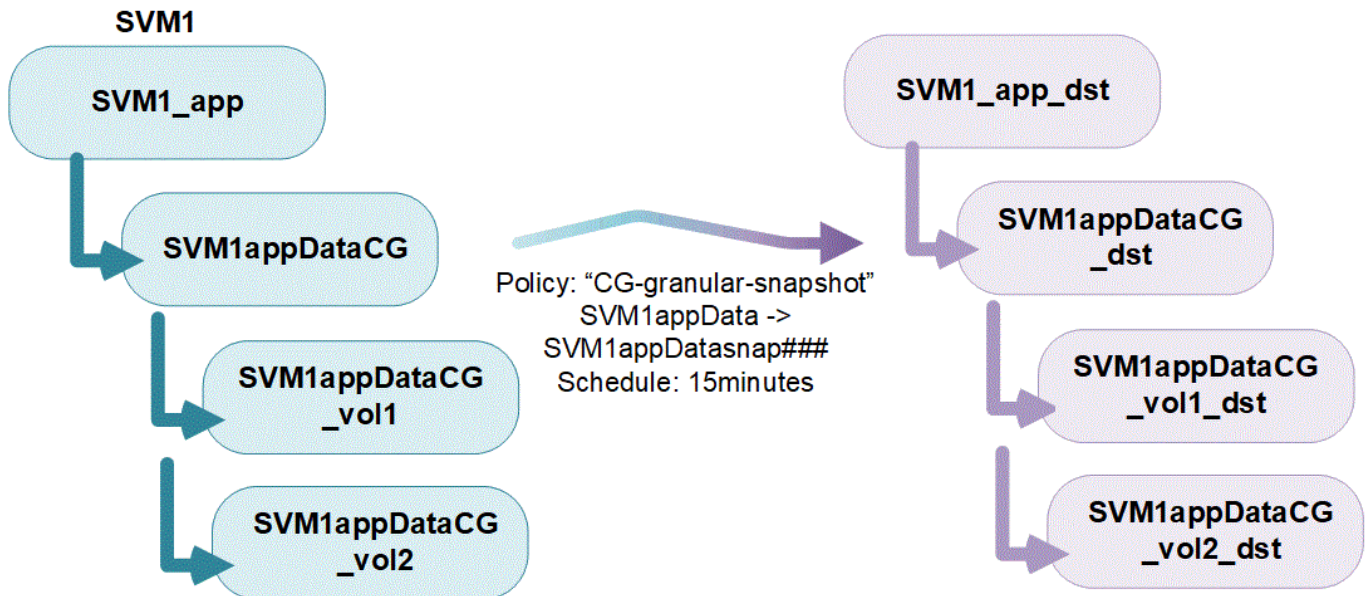 SVM1
SVM1_app
SVM1appDataCG
SVM1appDataCG
_vol1
SVM1appDataCG
_vol2
Policy: “CG-granular-snapshot”
SVM1appData ->
SVM1appDatasnap###
Schedule: 15minutes
SVM1_app_dst
SVM1appDataCG
_dst
SVM1appDataCG
_vol1_dst
SVM1appDataCG
_vol2_dst